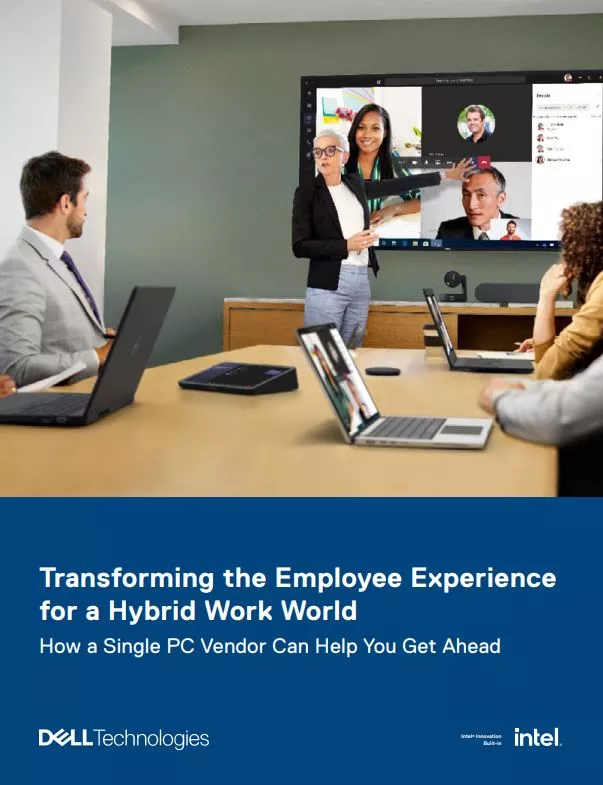 People
Transforming the Employee Experience
for a Hybrid Work World
How a Single PC Vendor Can Help You Get Ahead
DELLTechnologies
Intel® Innovation
Built-in
intel.